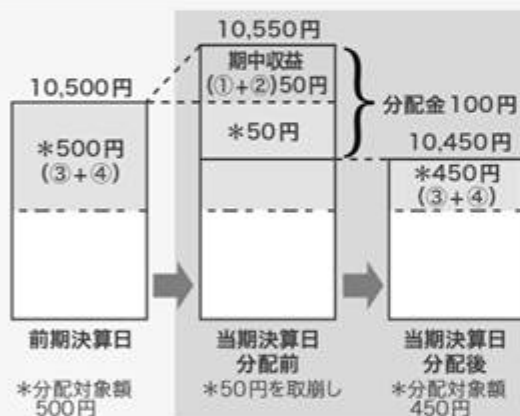 10,550円
期中収益
(①+②)50円
10,500円
分配金100円
*50円
10,450円
*500円
(③+④)
*450円
(③+④)
前期決算日
当期決算日
分配前
当期決算日
分配後
*分配対象額
500円
*50円を取崩し
*分配対象額
450円